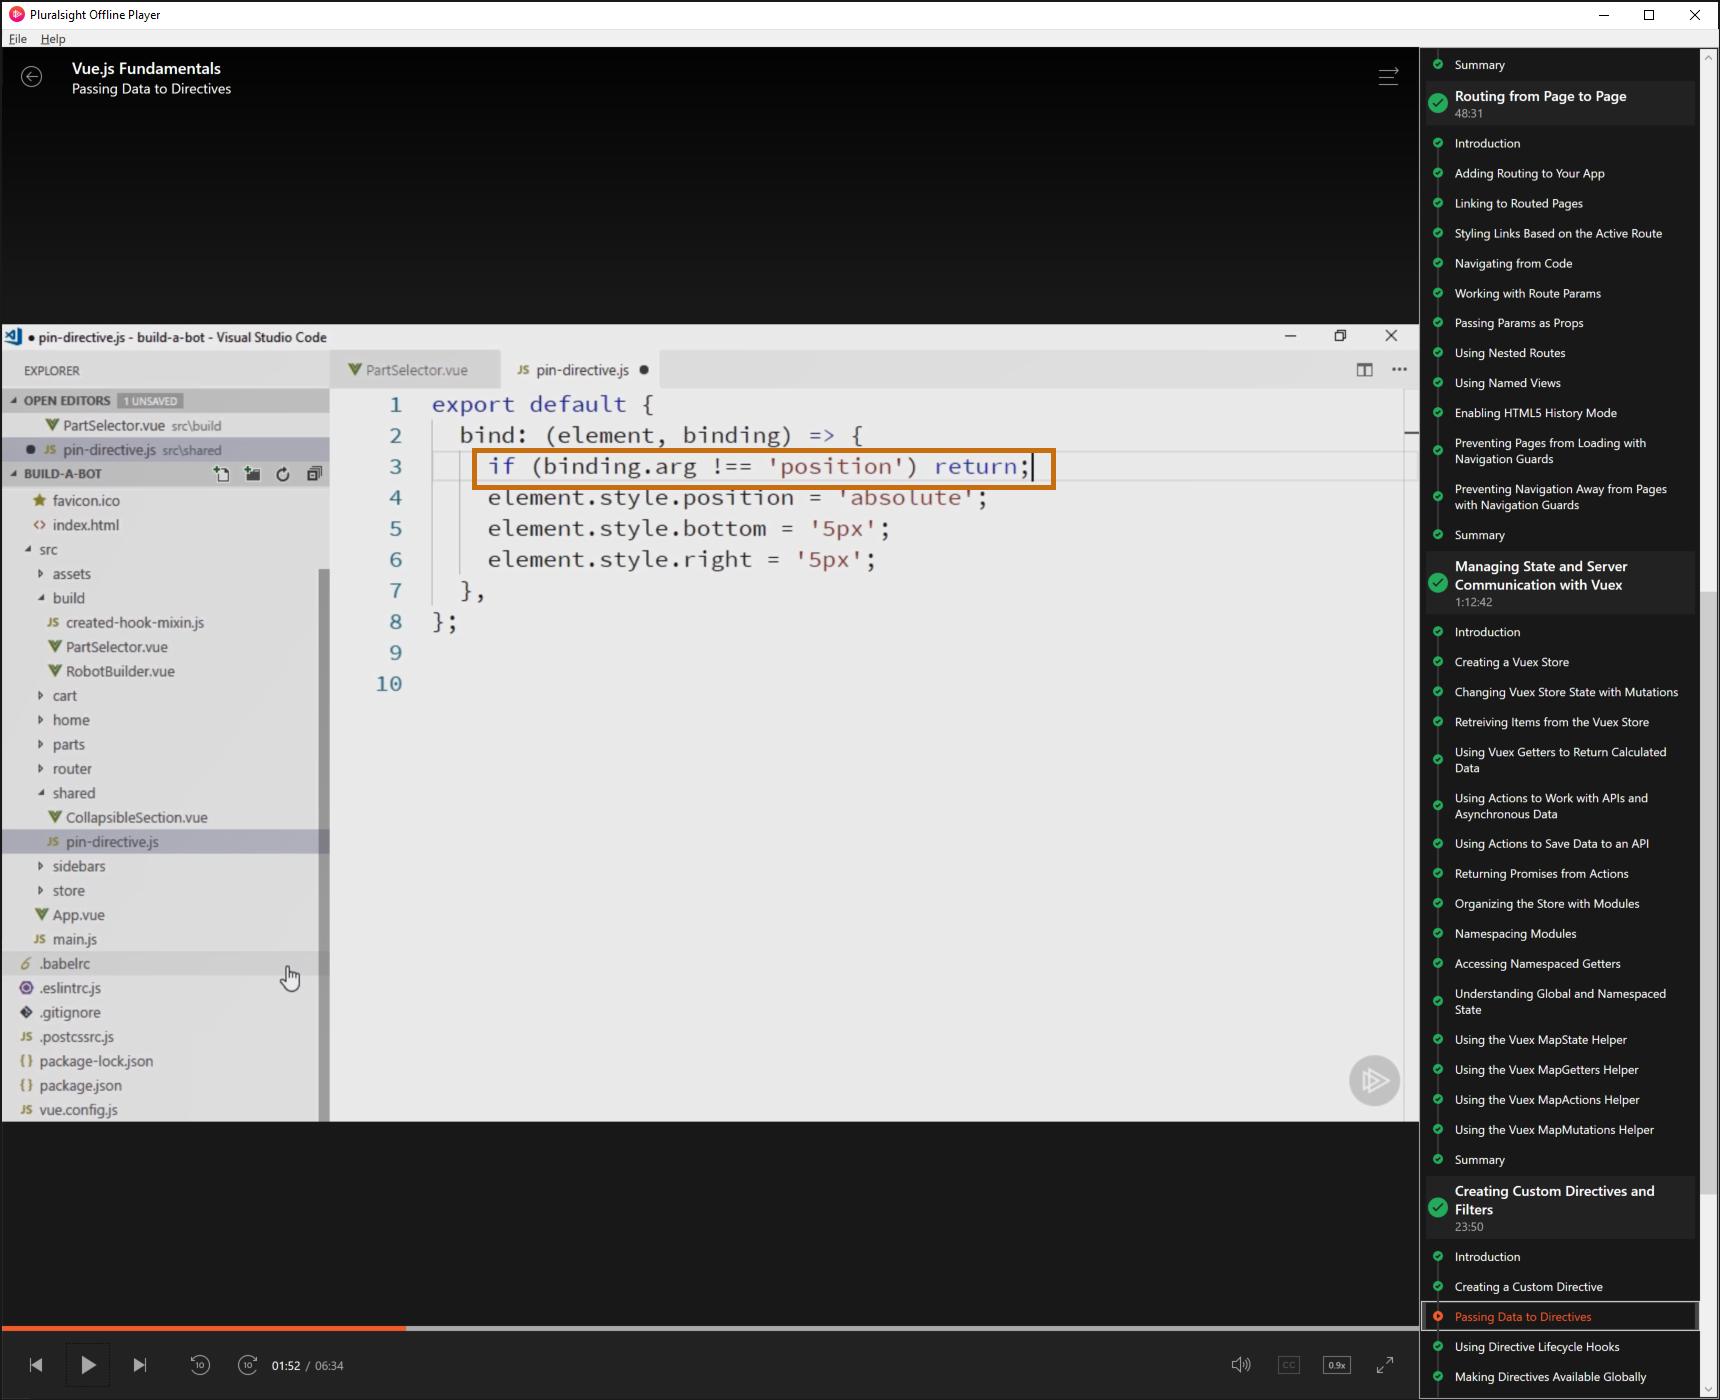 Pluralsight Offline Player
File Help
Vue.js Fundamentals
Passing Data to Directives
● pin-directive.js - build-a-bot - Visual Studio Code
EXPLORER
OPEN EDITORS 1 UNSAVED
PartSelector.vue src\build
JS pin-directive.js src\shared
BUILD-A-BOT
favicon.ico
<> index.html
src
assets
build
JS created-hook-mixin.js
PartSelector.vue
RobotBuilder.vue
cart
home
parts
router
shared
CollapsibleSection.vue
JS pin-directive.js
sidebars
store
App.vue
JS main.js
6 .babelrc
.eslintrc.js
.gitignore
JS .postcssrc.js
{} package-lock.json
{} package.json
JS vue.config.js
PartSelector.vue
JS pin-directive.js ●
1 export default {
2 bind: (element, binding) => {
3 if (binding.arg !== 'position') return;
4 element.style.position = 'absolute';
5 element.style.bottom = '5px';
6 element.style.right = '5px';
7 },
8 };
9
10
10
10
01:52 / 06:34
CC
0.9x
Summary
Routing from Page to Page
48:31
Introduction
Adding Routing to Your App
Linking to Routed Pages
Styling Links Based on the Active Route
Navigating from Code
Working with Route Params
Passing Params as Props
Using Nested Routes
Using Named Views
Enabling HTML5 History Mode
Preventing Pages from Loading with
Navigation Guards
Preventing Navigation Away from Pages
with Navigation Guards
Summary
Managing State and Server
Communication with Vuex
1:12:42
Introduction
Creating a Vuex Store
Changing Vuex Store State with Mutations
Retreiving Items from the Vuex Store
Using Vuex Getters to Return Calculated
Data
Using Actions to Work with APIs and
Asynchronous Data
Using Actions to Save Data to an API
Returning Promises from Actions
Organizing the Store with Modules
Namespacing Modules
Accessing Namespaced Getters
Understanding Global and Namespaced
State
Using the Vuex MapState Helper
Using the Vuex MapGetters Helper
Using the Vuex MapActions Helper
Using the Vuex MapMutations Helper
Summary
Creating Custom Directives and
Filters
23:50
Introduction
Creating a Custom Directive
Passing Data to Directives
Using Directive Lifecycle Hooks
Making Directives Available Globally